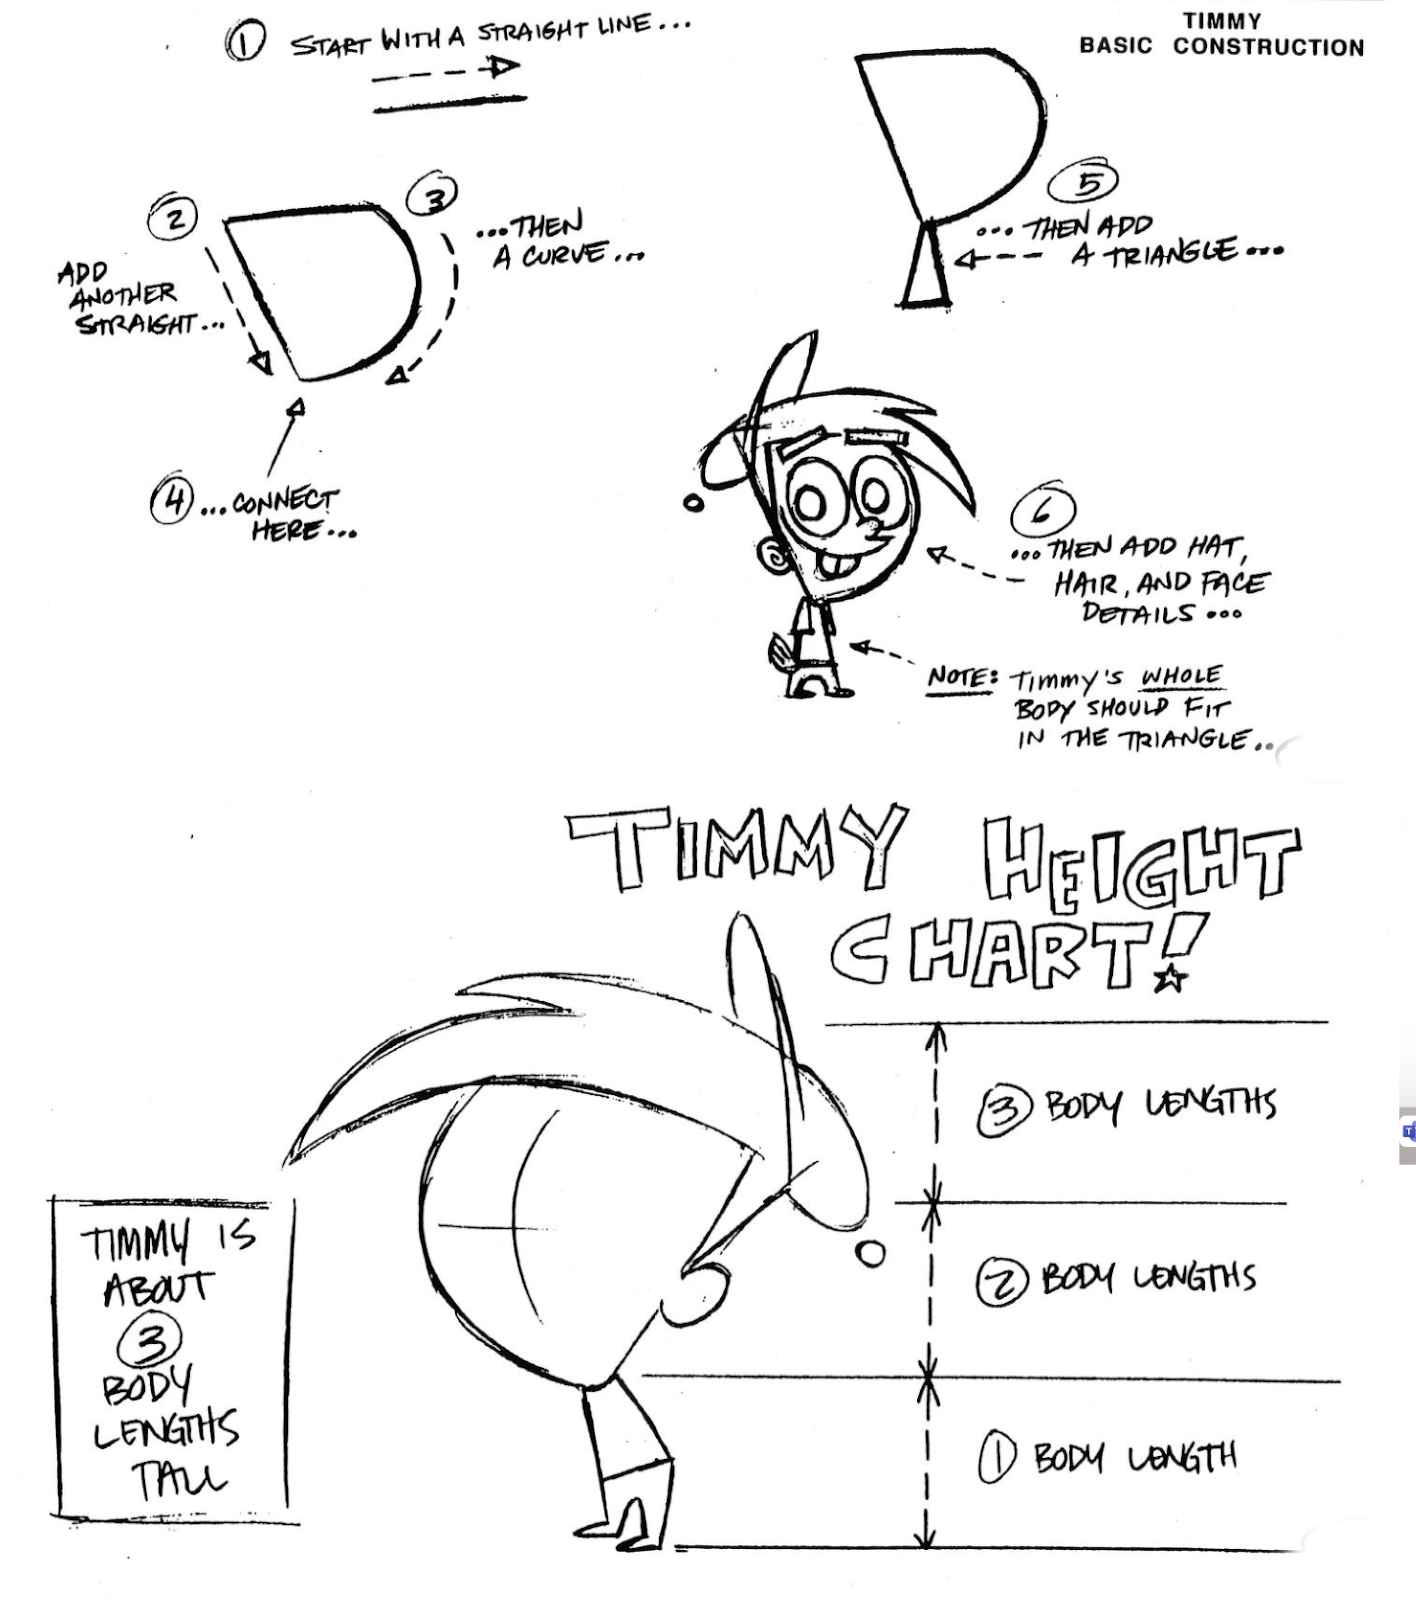 TIMMY
BASIC CONSTRUCTION
1 START WITH A STRAIGHT LINE...
2
ADD
ANOTHER
STRAIGHT...
3
...THEN
A CURVE...
4 ...CONNECT
HERE...
5
...THEN ADD
A TRIANGLE...
6
...THEN ADD HAT,
HAIR, AND FACE
DETAILS...
NOTE: TIMMY'S WHOLE
BODY SHOULD FIT
IN THE TRIANGLE...
TIMMY HEIGHT
CHART!
3 BODY LENGTHS
2 BODY LENGTHS
1 BODY LENGTH
TIMMY IS
ABOUT
3
BODY
LENGTHS
TALL
T